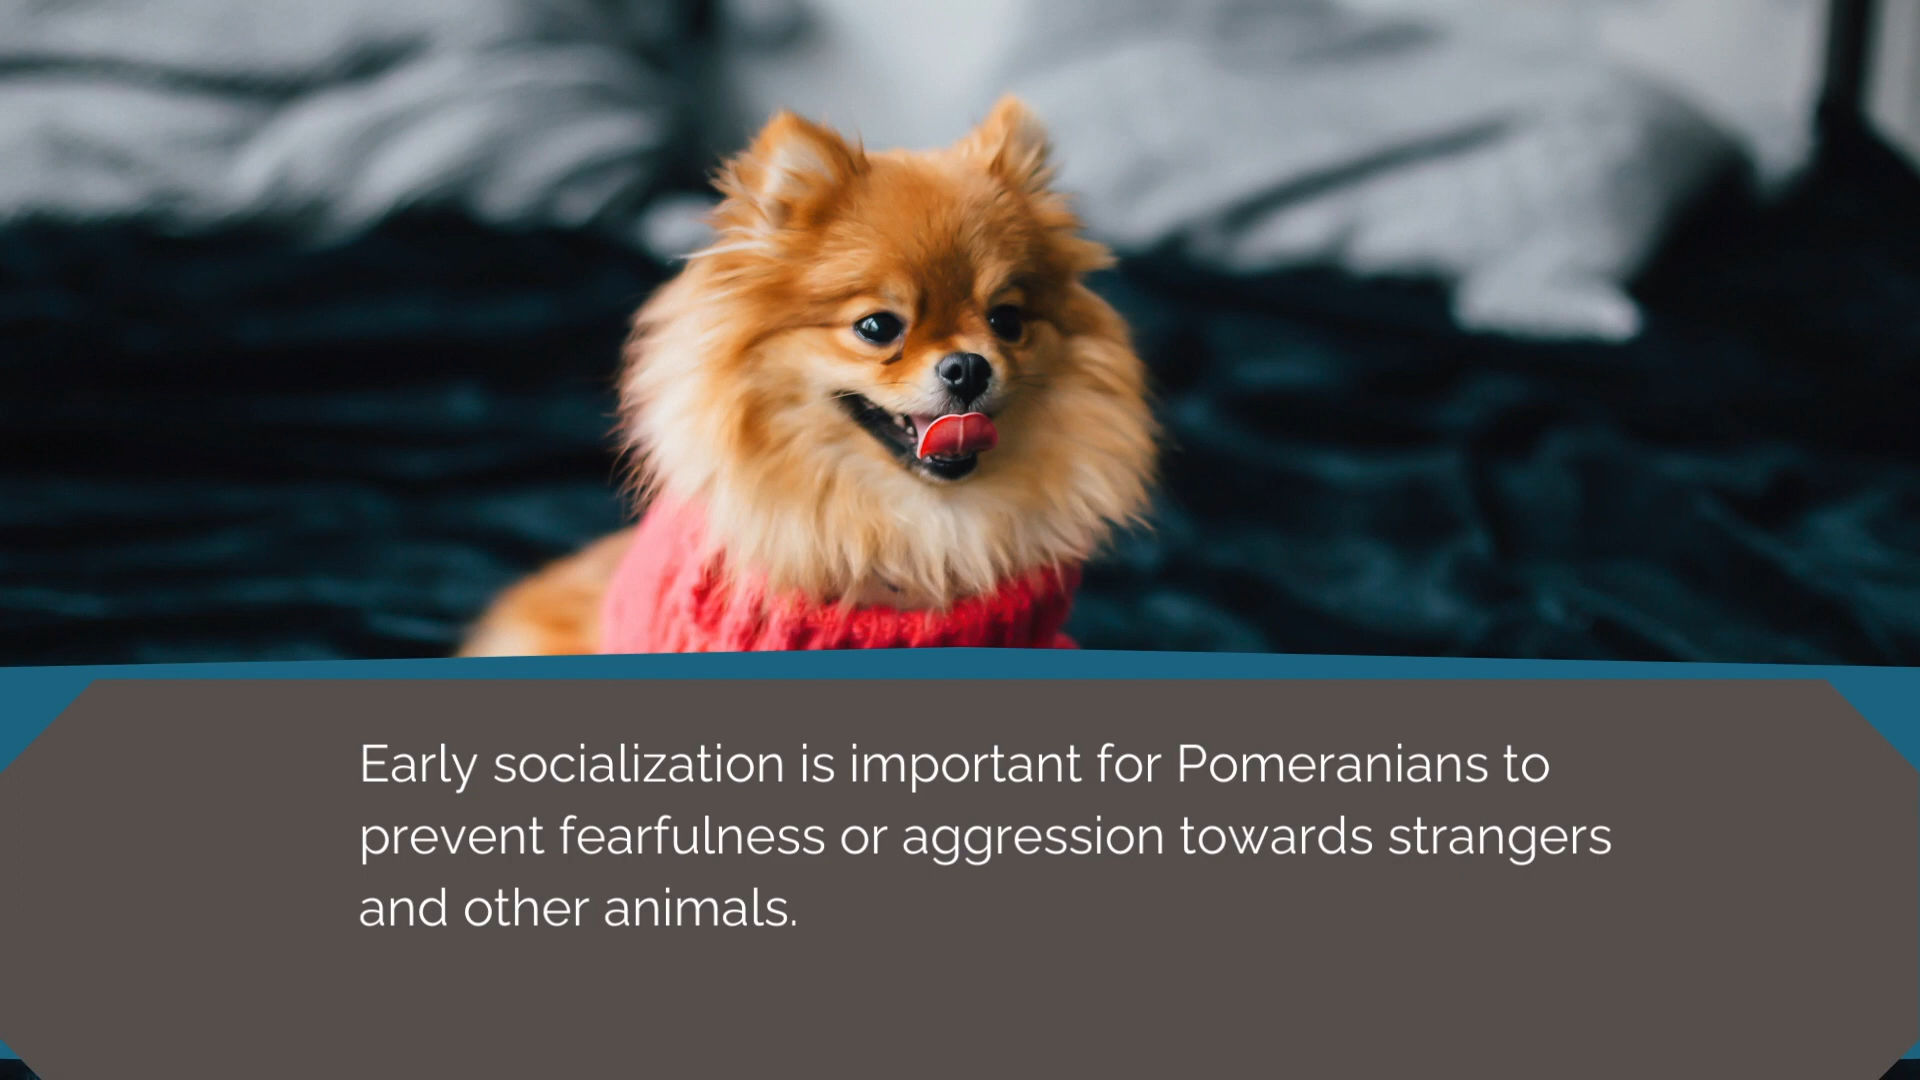 Early socialization is important for Pomeranians to
prevent fearfulness or aggression towards strangers
and other animals.